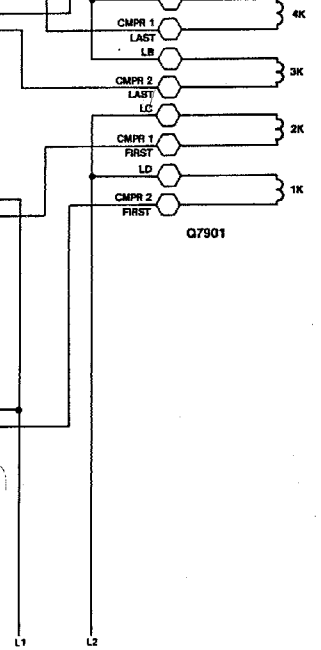 4K
CMPR 1
LAST
LB
3K
CMPR 2
LAST
LC
2K
CMPR 1
FIRST
LD
1K
CMPR 2
FIRST
Q7901
L1
L2